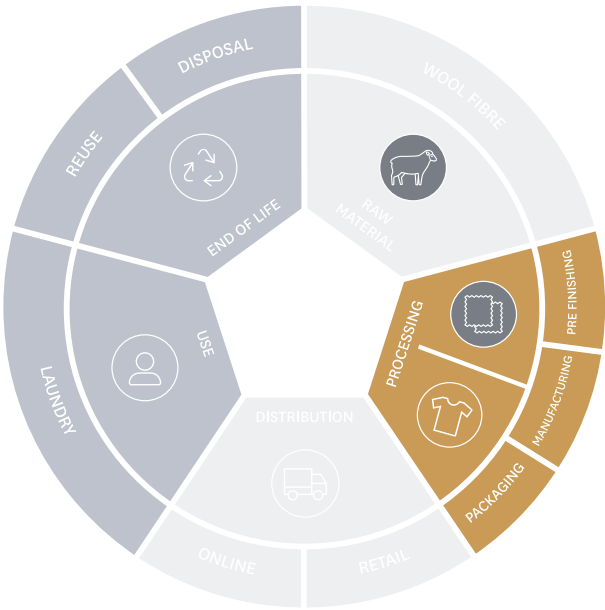 DISPOSAL
WOOL FIBRE
REUSE
END OF LIFE
RAW
MATERIAL
PRE FINISHING
PROCESSING
USE
MANUFACTURING
LAUNDRY
DISTRIBUTION
PACKAGING
ONLINE
RETAIL